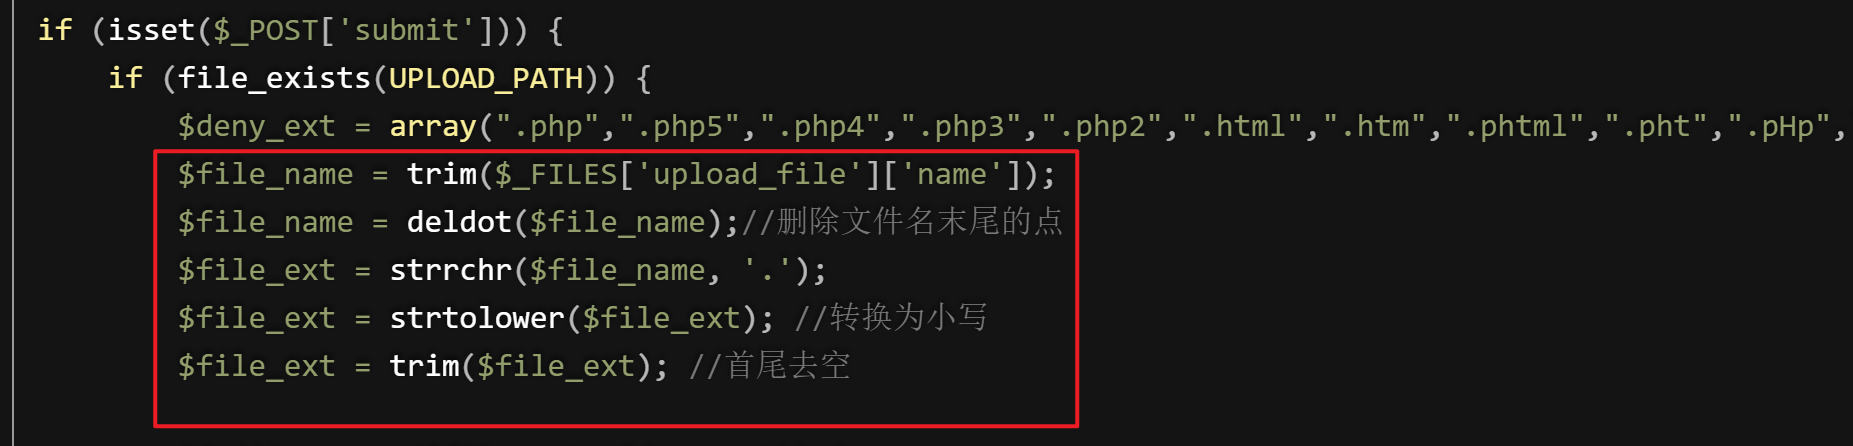 if (isset($_POST['submit'])) {
if (file_exists(UPLOAD_PATH)) {
$deny_ext = array(".php",".php5",".php4",".php3",".php2",".html",".htm",".phtml",".pht",".pHp",
$file_name = trim($_FILES['upload_file']['name']);
$file_name = deldot($file_name);//删除文件名末尾的点
$file_ext = strrchr($file_name, '.');
$file_ext = strtolower($file_ext); //转换为小写
$file_ext = trim($file_ext); //首尾去空